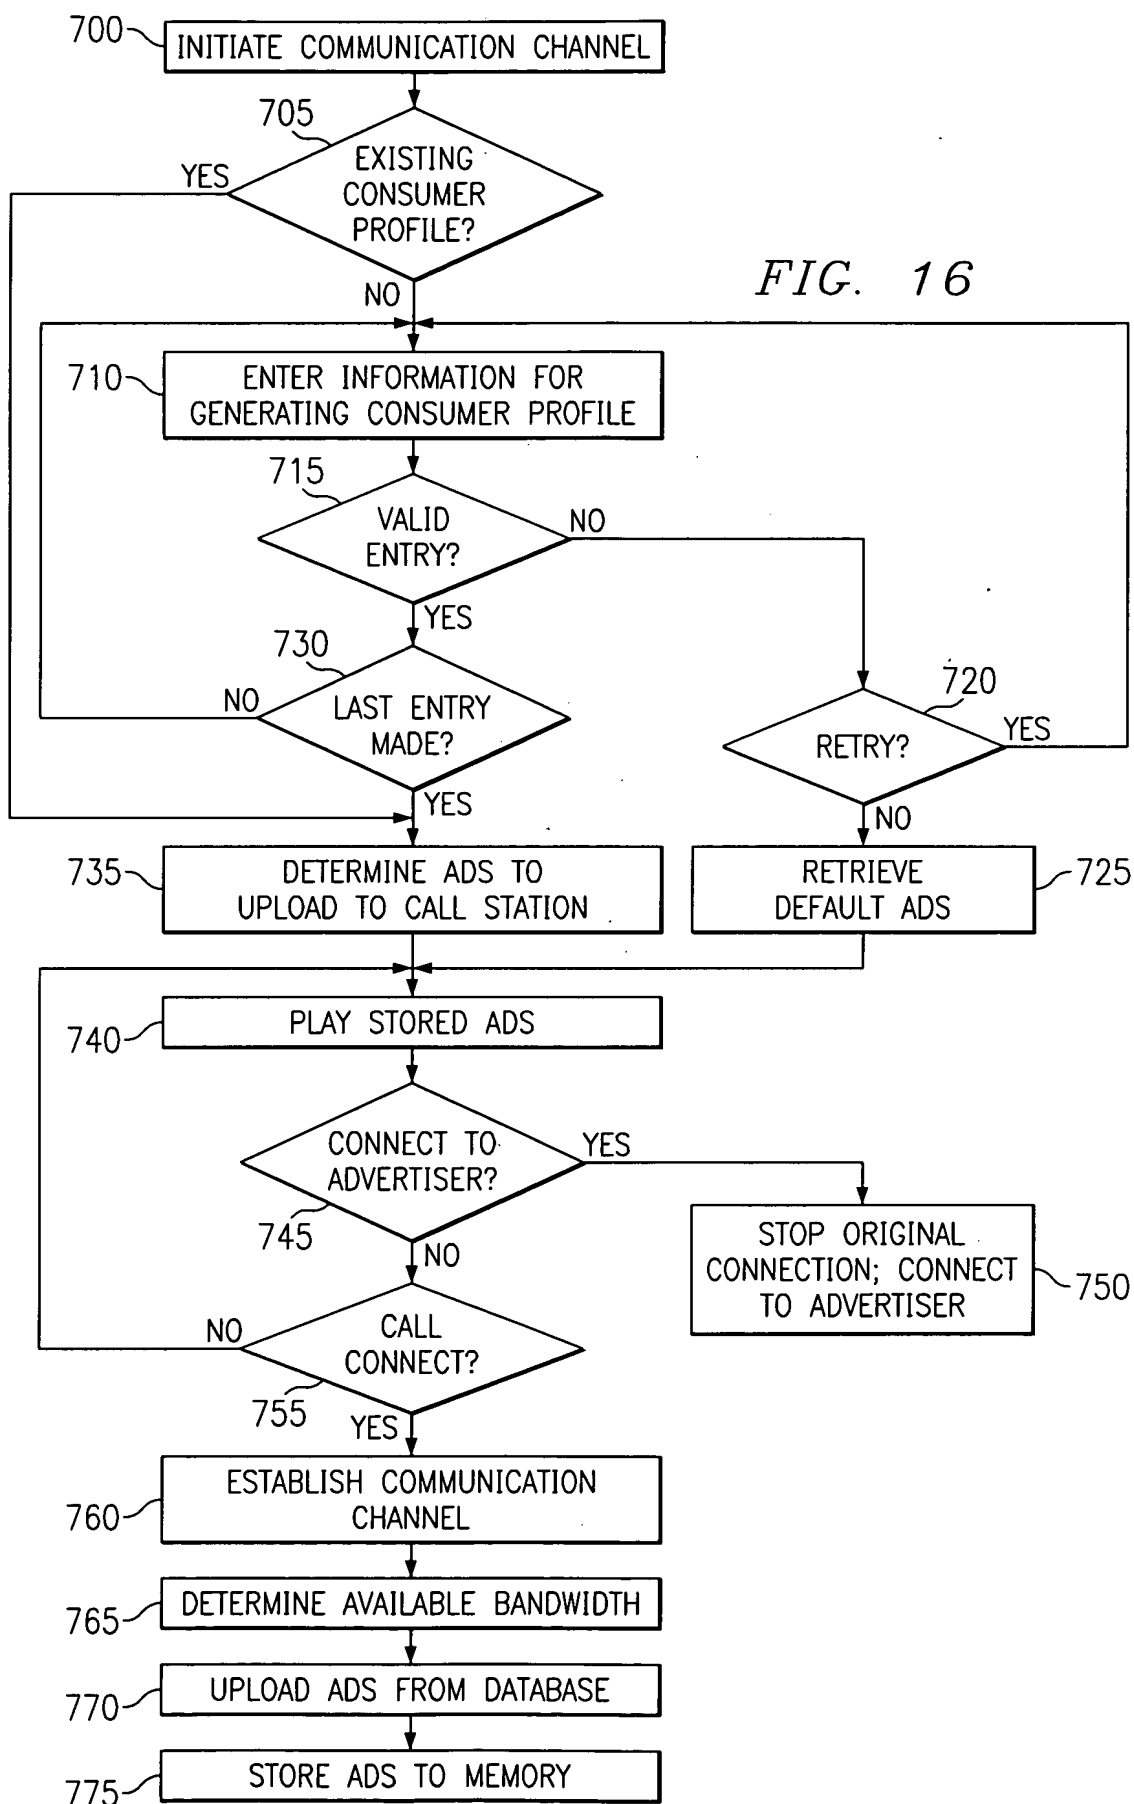 700
INITIATE COMMUNICATION CHANNEL
705
YES
EXISTING
CONSUMER
PROFILE?
NO
FIG. 16
710
ENTER INFORMATION FOR
GENERATING CONSUMER PROFILE
715
VALID
ENTRY?
NO
YES
730
NO
LAST ENTRY
MADE?
YES
720
RETRY?
YES
NO
735
DETERMINE ADS TO
UPLOAD TO CALL STATION
RETRIEVE
DEFAULT ADS
725
740
PLAY STORED ADS
CONNECT TO
ADVERTISER?
YES
745
NO
STOP ORIGINAL
CONNECTION; CONNECT
TO ADVERTISER
750
NO
CALL
CONNECT?
755
YES
760
ESTABLISH COMMUNICATION
CHANNEL
765
DETERMINE AVAILABLE BANDWIDTH
770
UPLOAD ADS FROM DATABASE
775
STORE ADS TO MEMORY